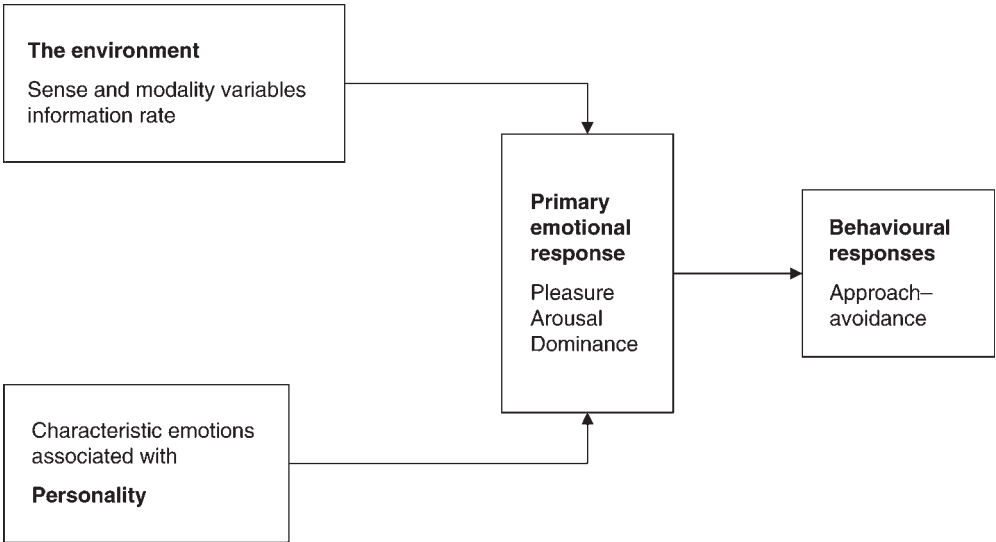 The environment
Sense and modality variables
information rate
Primary
emotional
response
Pleasure
Arousal
Dominance
Behavioural
responses
Approach–
avoidance
Characteristic emotions
associated with
Personality